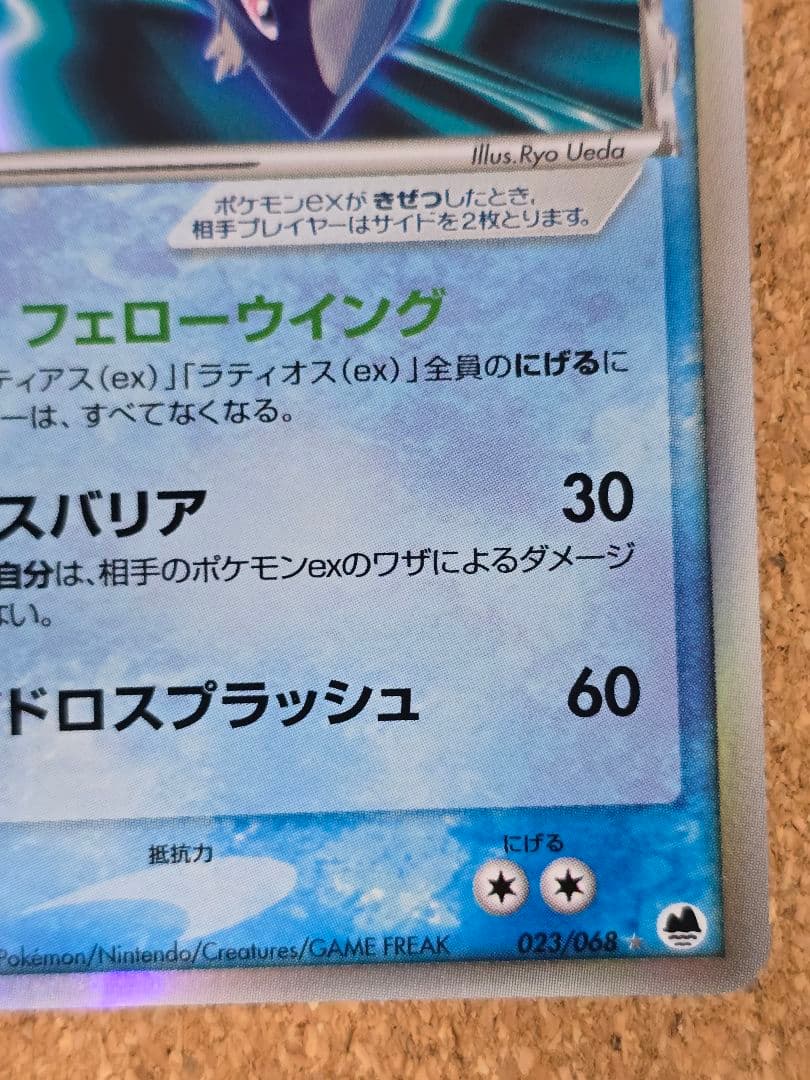 Illus.Ryo Ueda
ポケモンexが きぜつしたとき、
相手プレイヤーはサイドを2枚とります。
フェローウイング
ティアス(ex)」「ラティオス(ex)」全員のにげるに
ーは、すべてなくなる。
スバリア 30
自分は、相手のポケモンexのワザによるダメージ
ない。
ドロスプラッシュ 60
抵抗力 にげる
Pokémon/Nintendo/Creatures/GAME FREAK 023/068